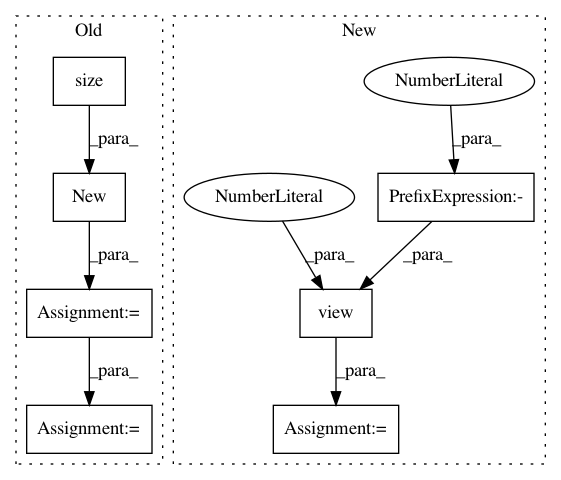 Old
size
_para_
New
_para_
Assignment:=
_para_
Assignment:=
New
NumberLiteral
_para_
NumberLiteral
PrefixExpression:-
_para_
_para_
view
_para_
Assignment:=